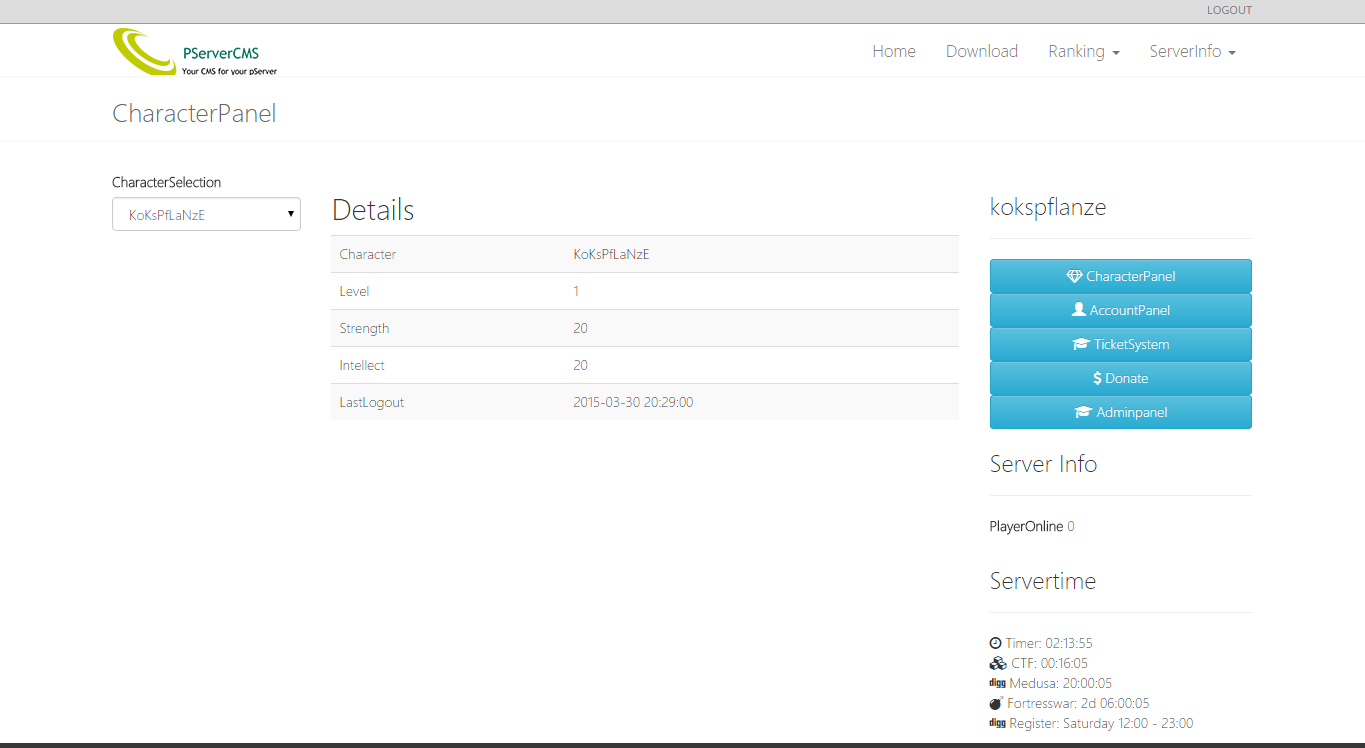 LOGOUT
PServerCMS
Your CMS for your pServer
Home Download Ranking ServerInfo
CharacterPanel
CharacterSelection
KoKsPfLaNzE
Details
Character KoKsPfLaNzE
Level 1
Strength 20
Intellect 20
LastLogout 2015-03-30 20:29:00
kokspflanze
CharacterPanel
AccountPanel
TicketSystem
$ Donate
Adminpanel
Server Info
PlayerOnline 0
Servertime
Timer: 02:13:55
CTF: 00:16:05
digg Medusa: 20:00:05
Fortresswar: 2d 06:00:05
digg Register: Saturday 12:00 - 23:00